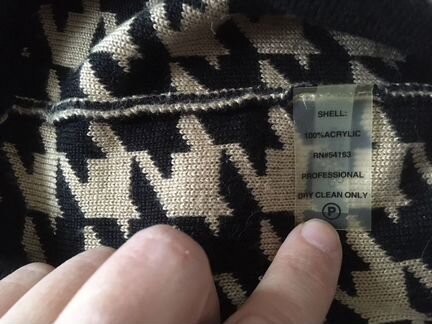 SHELL:
100%ACRYLIC
RN#54163
PROFESSIONAL
DRY CLEAN ONLY
P